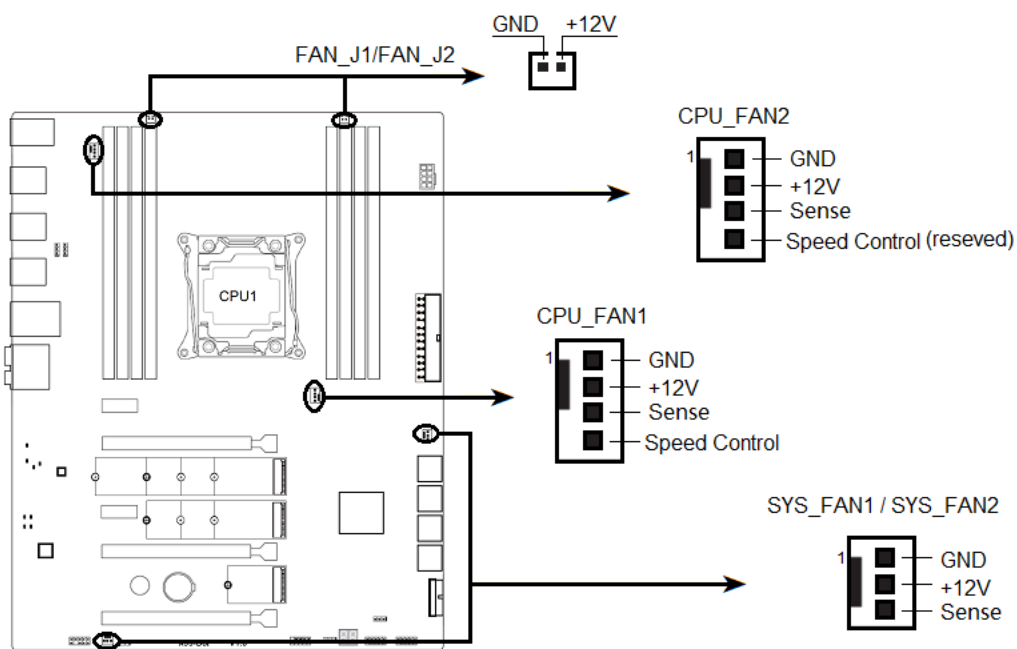 GND +12V
FAN_J1/FAN_J2
CPU_FAN2
1
GND
+12V
Sense
Speed Control (reseved)
CPU1
CPU_FAN1
1
GND
+12V
Sense
Speed Control
SYS_FAN1 / SYS_FAN2
1
GND
+12V
Sense